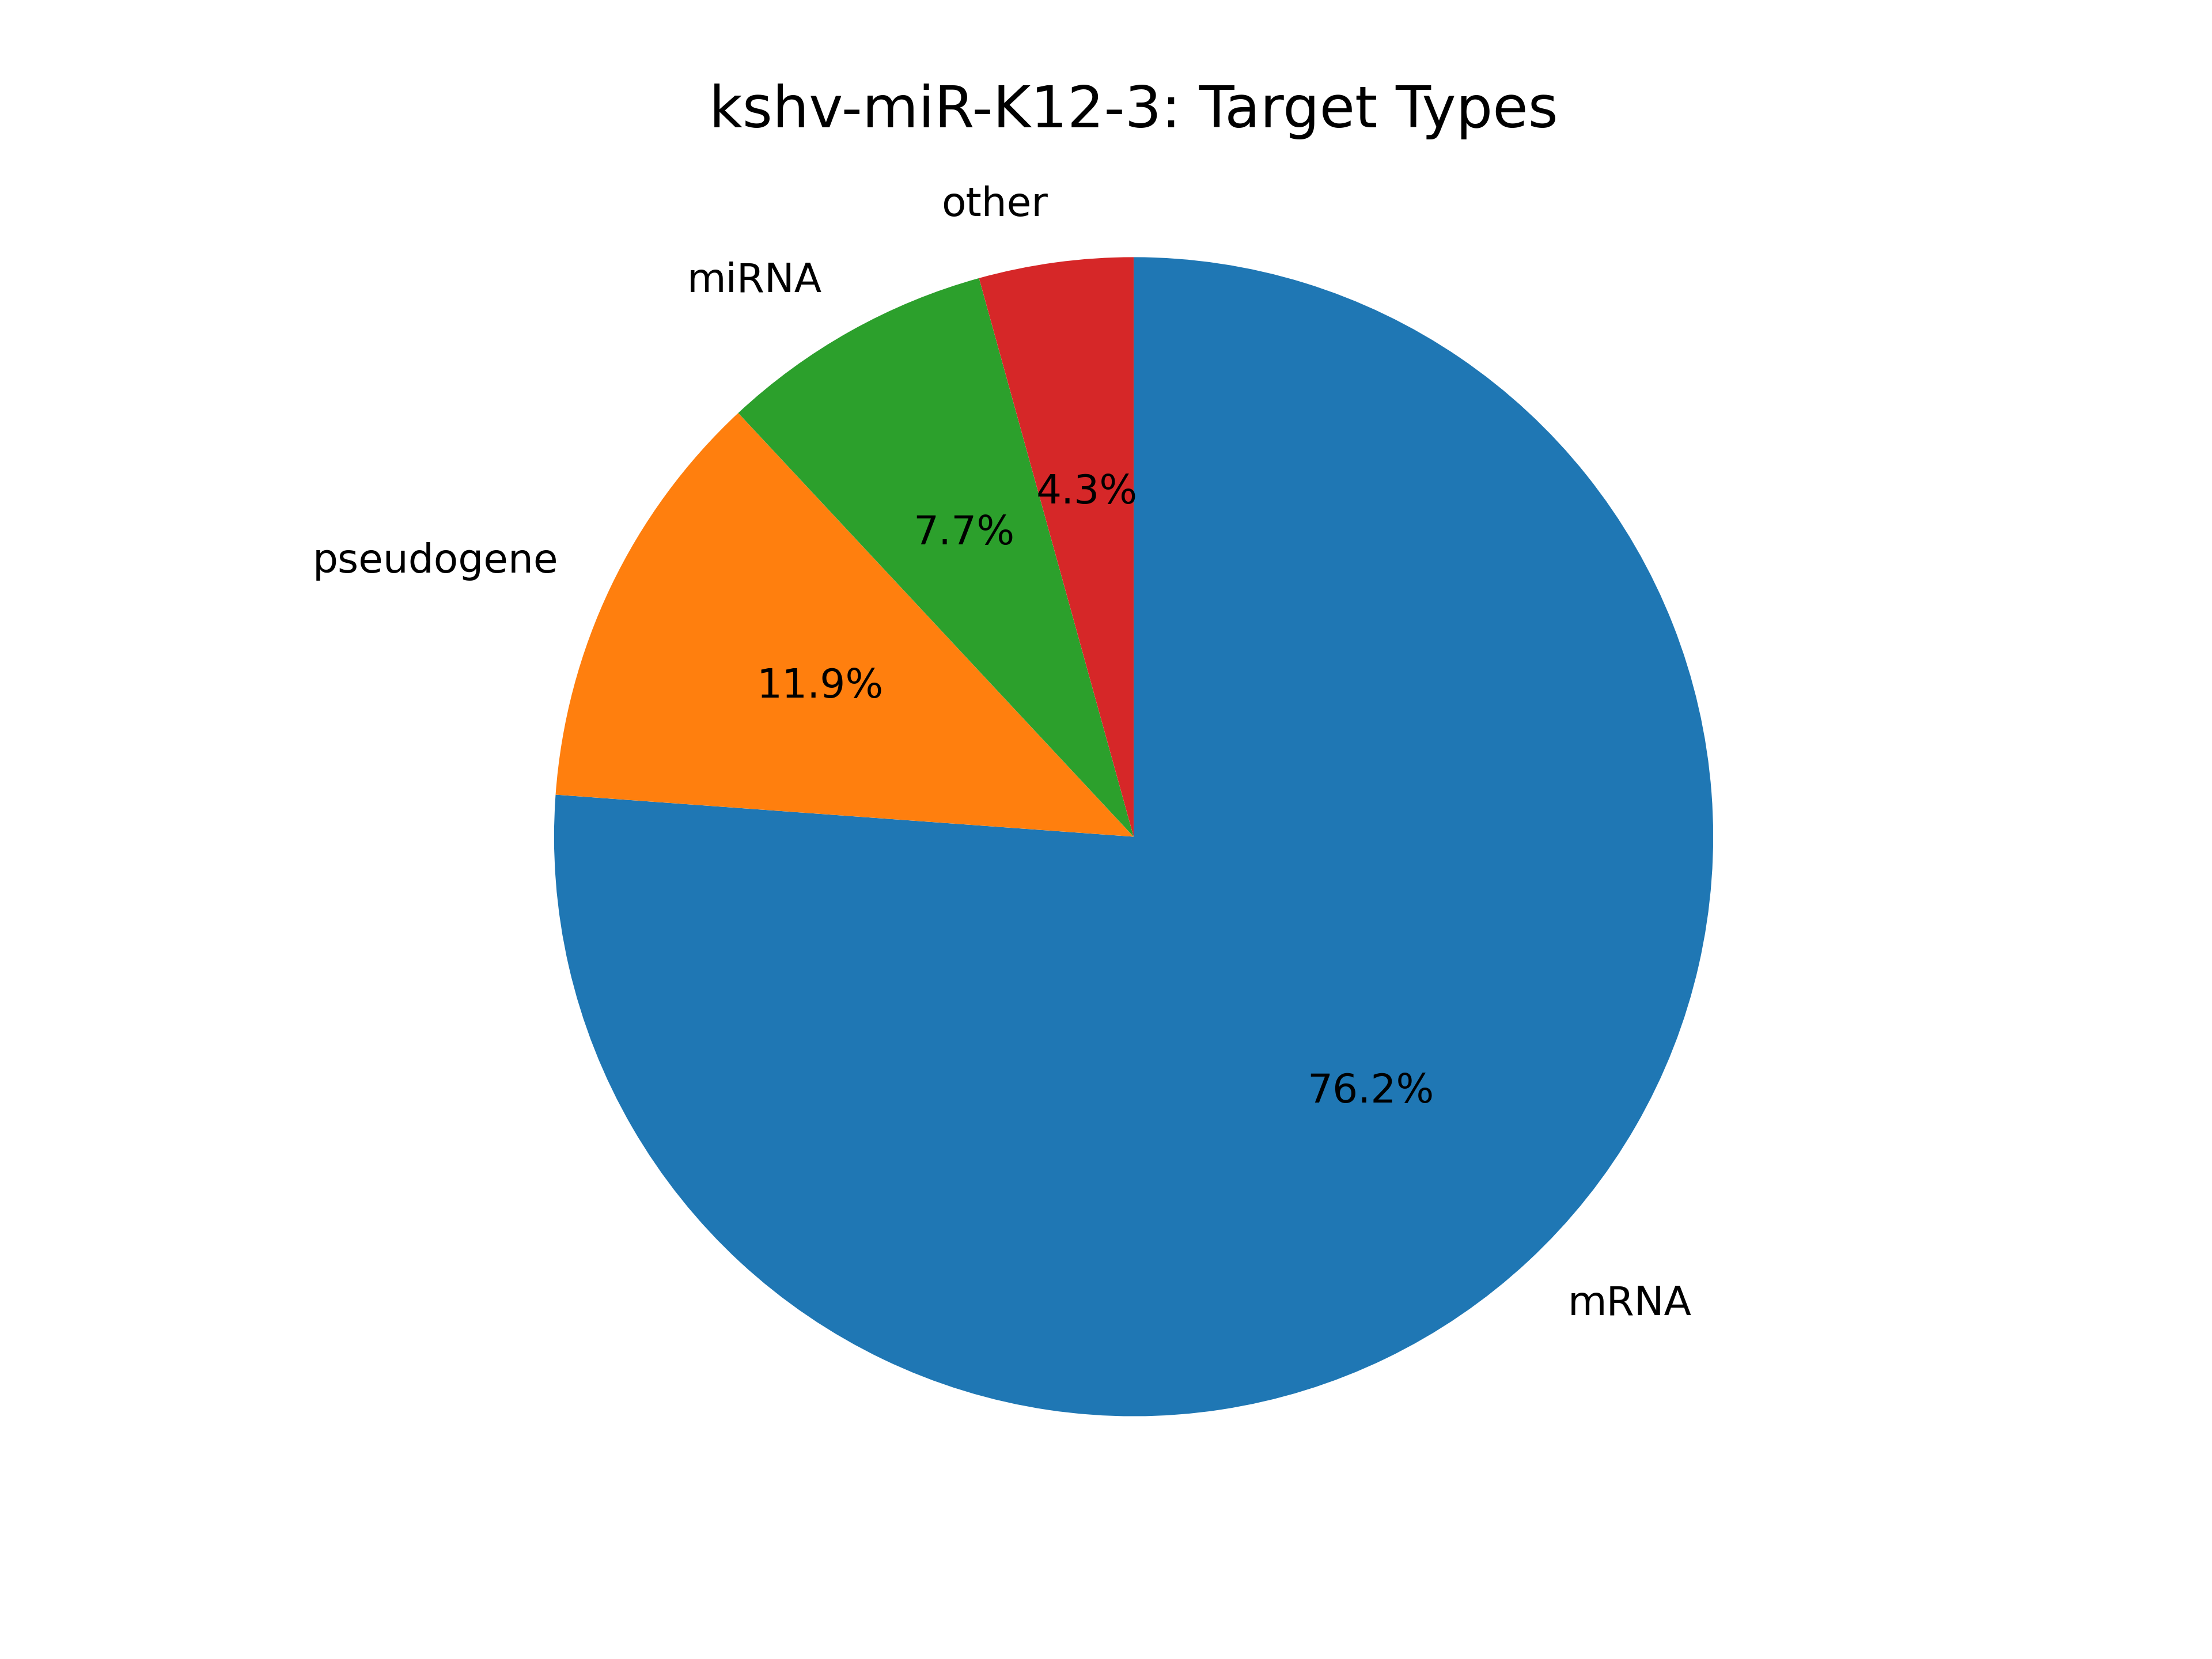 kshv-miR-K12-3: Target Types
other
miRNA
4.3%
7.7%
pseudogene
11.9%
76.2%
mRNA